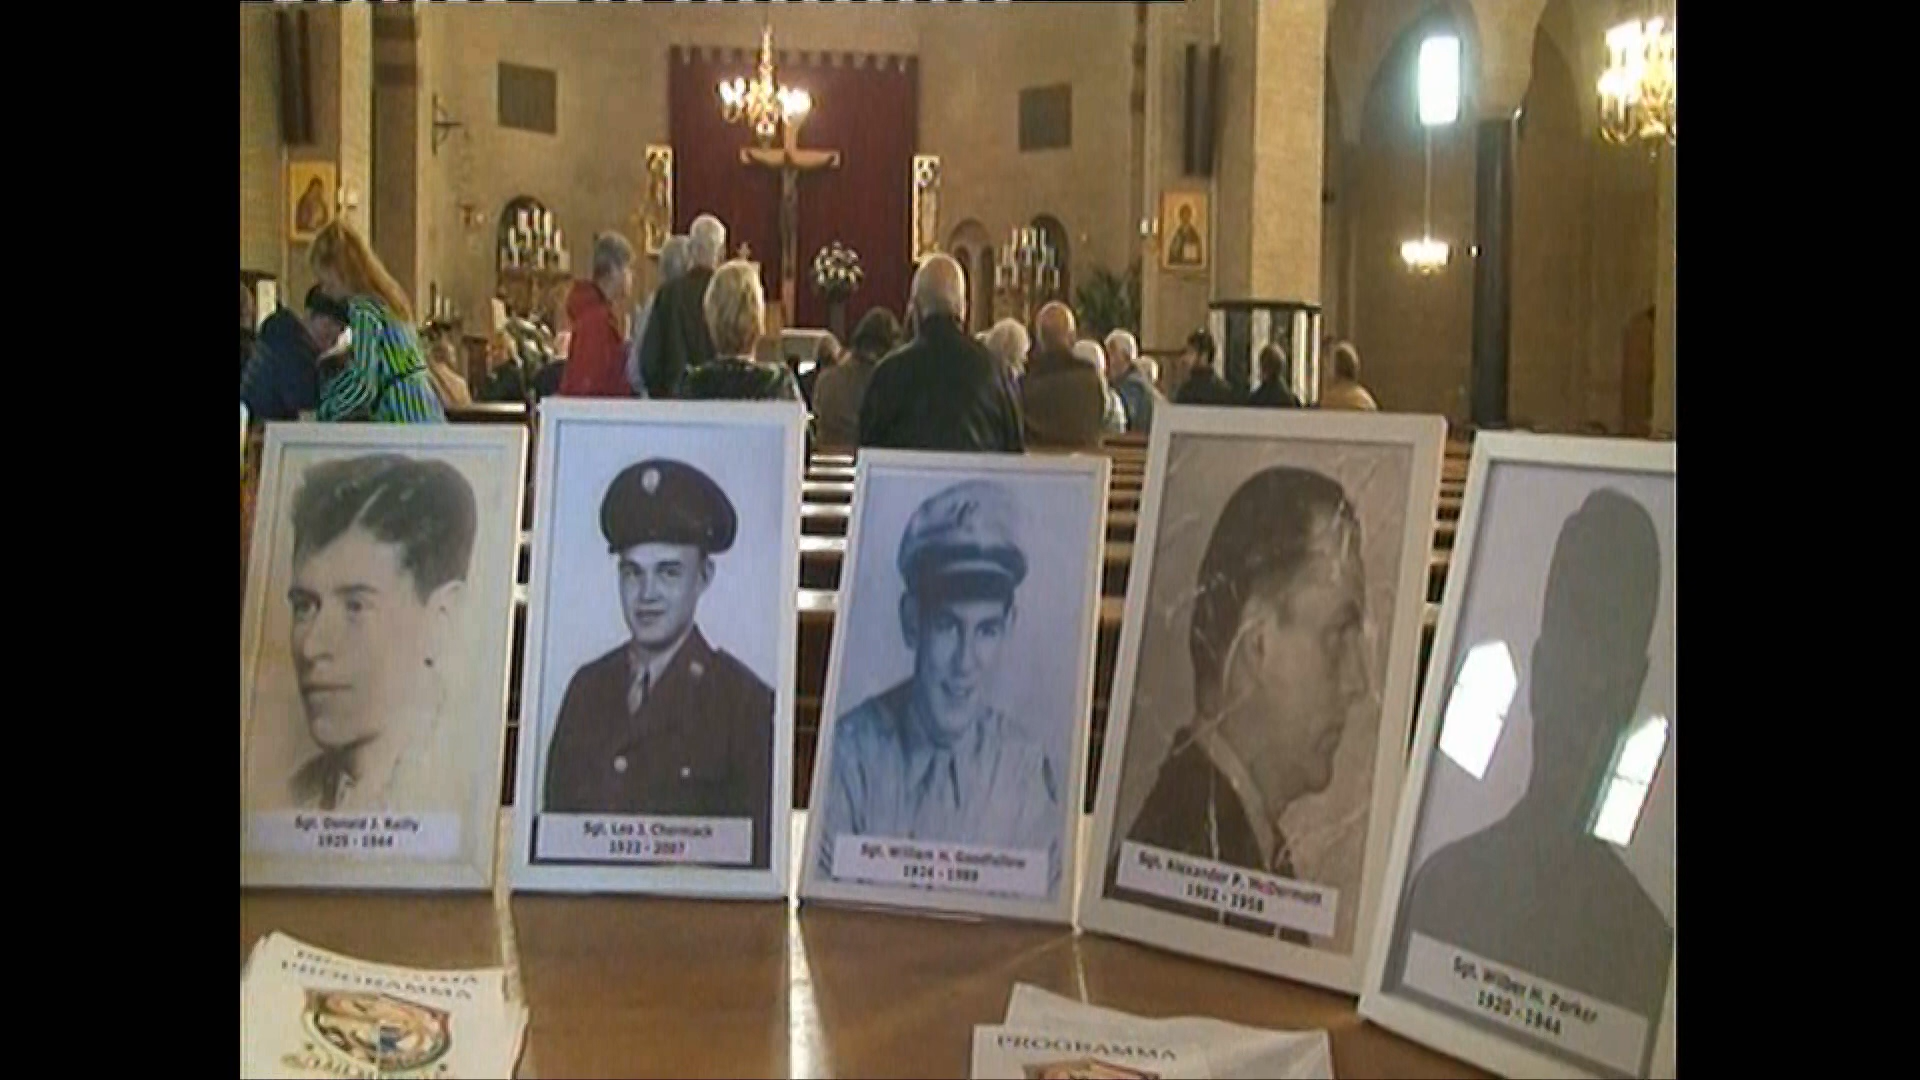 Sgt. Donald J. Reilly
1925 - 1944
Sgt. Leo J. Chermack
1922 - 2007
Sgt. William H. Goodfellow
1924 - 1989
Sgt. Alexander P. McDermott
1902 - 1958
Sgt. Wilber H. Parker
1920 - 1944
PROGRAMMA
PROGRAMMA